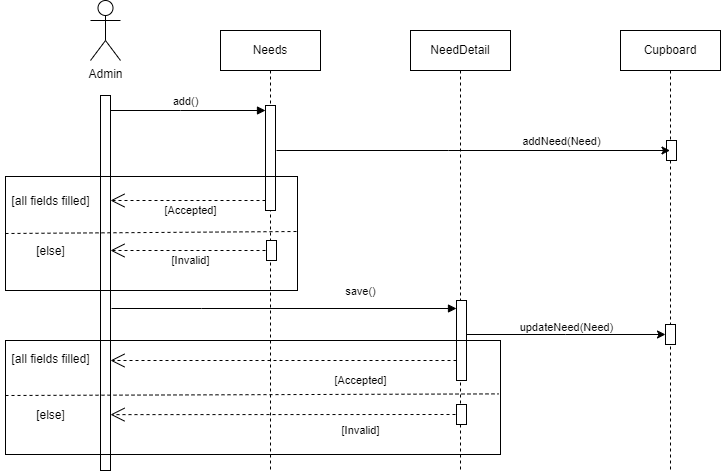 Admin
Needs
NeedDetail
Cupboard
add()
addNeed(Need)
[all fields filled]
[Accepted]
[else]
[Invalid]
save()
updateNeed(Need)
[all fields filled]
[Accepted]
[else]
[Invalid]